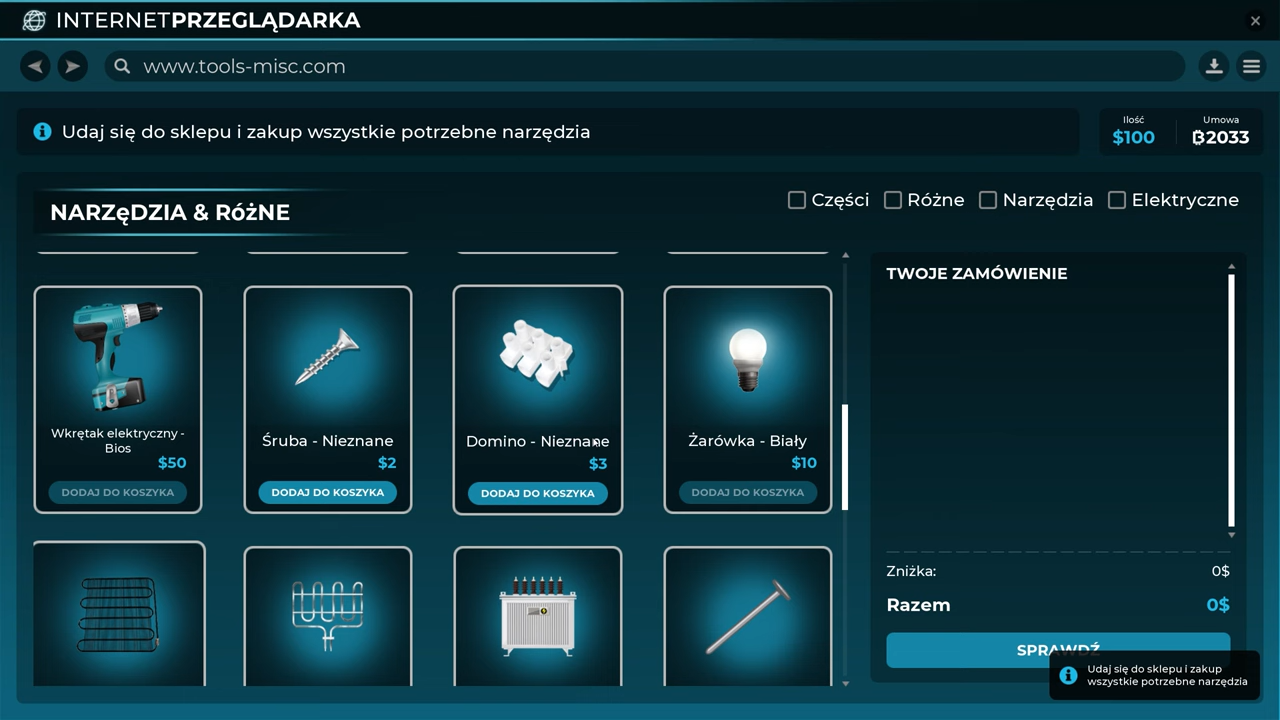 INTERNETPRZEGLĄDARKA
www.tools-misc.com
Udaj się do sklepu i zakup wszystkie potrzebne narzędzia
Ilość
$100
Umowa
₿2033
NARZęDZIA & RóżNE
Części
Różne
Narzędzia
Elektryczne
Wkrętak elektryczny -
Bios
$50
DODAJ DO KOSZYKA
Śruba - Nieznane
$2
DODAJ DO KOSZYKA
Domino - Nieznane
$3
DODAJ DO KOSZYKA
Żarówka - Biały
$10
DODAJ DO KOSZYKA
TWOJE ZAMÓWIENIE
Zniżka:
0$
Razem
0$
SPRAWDŹ
Udaj się do sklepu i zakup
wszystkie potrzebne narzędzia